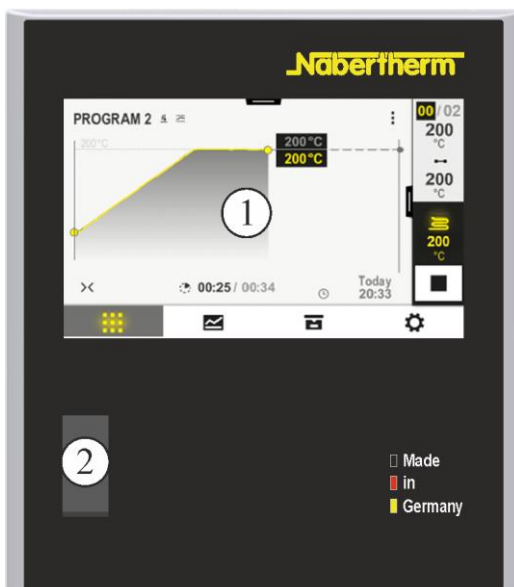 Nabertherm
PROGRAM 2
200°C
200°C
200°C
1
00:25 / 00:34
Today
20:33
00 / 02
200
°C
200
°C
200
°C
2
Made
in
Germany